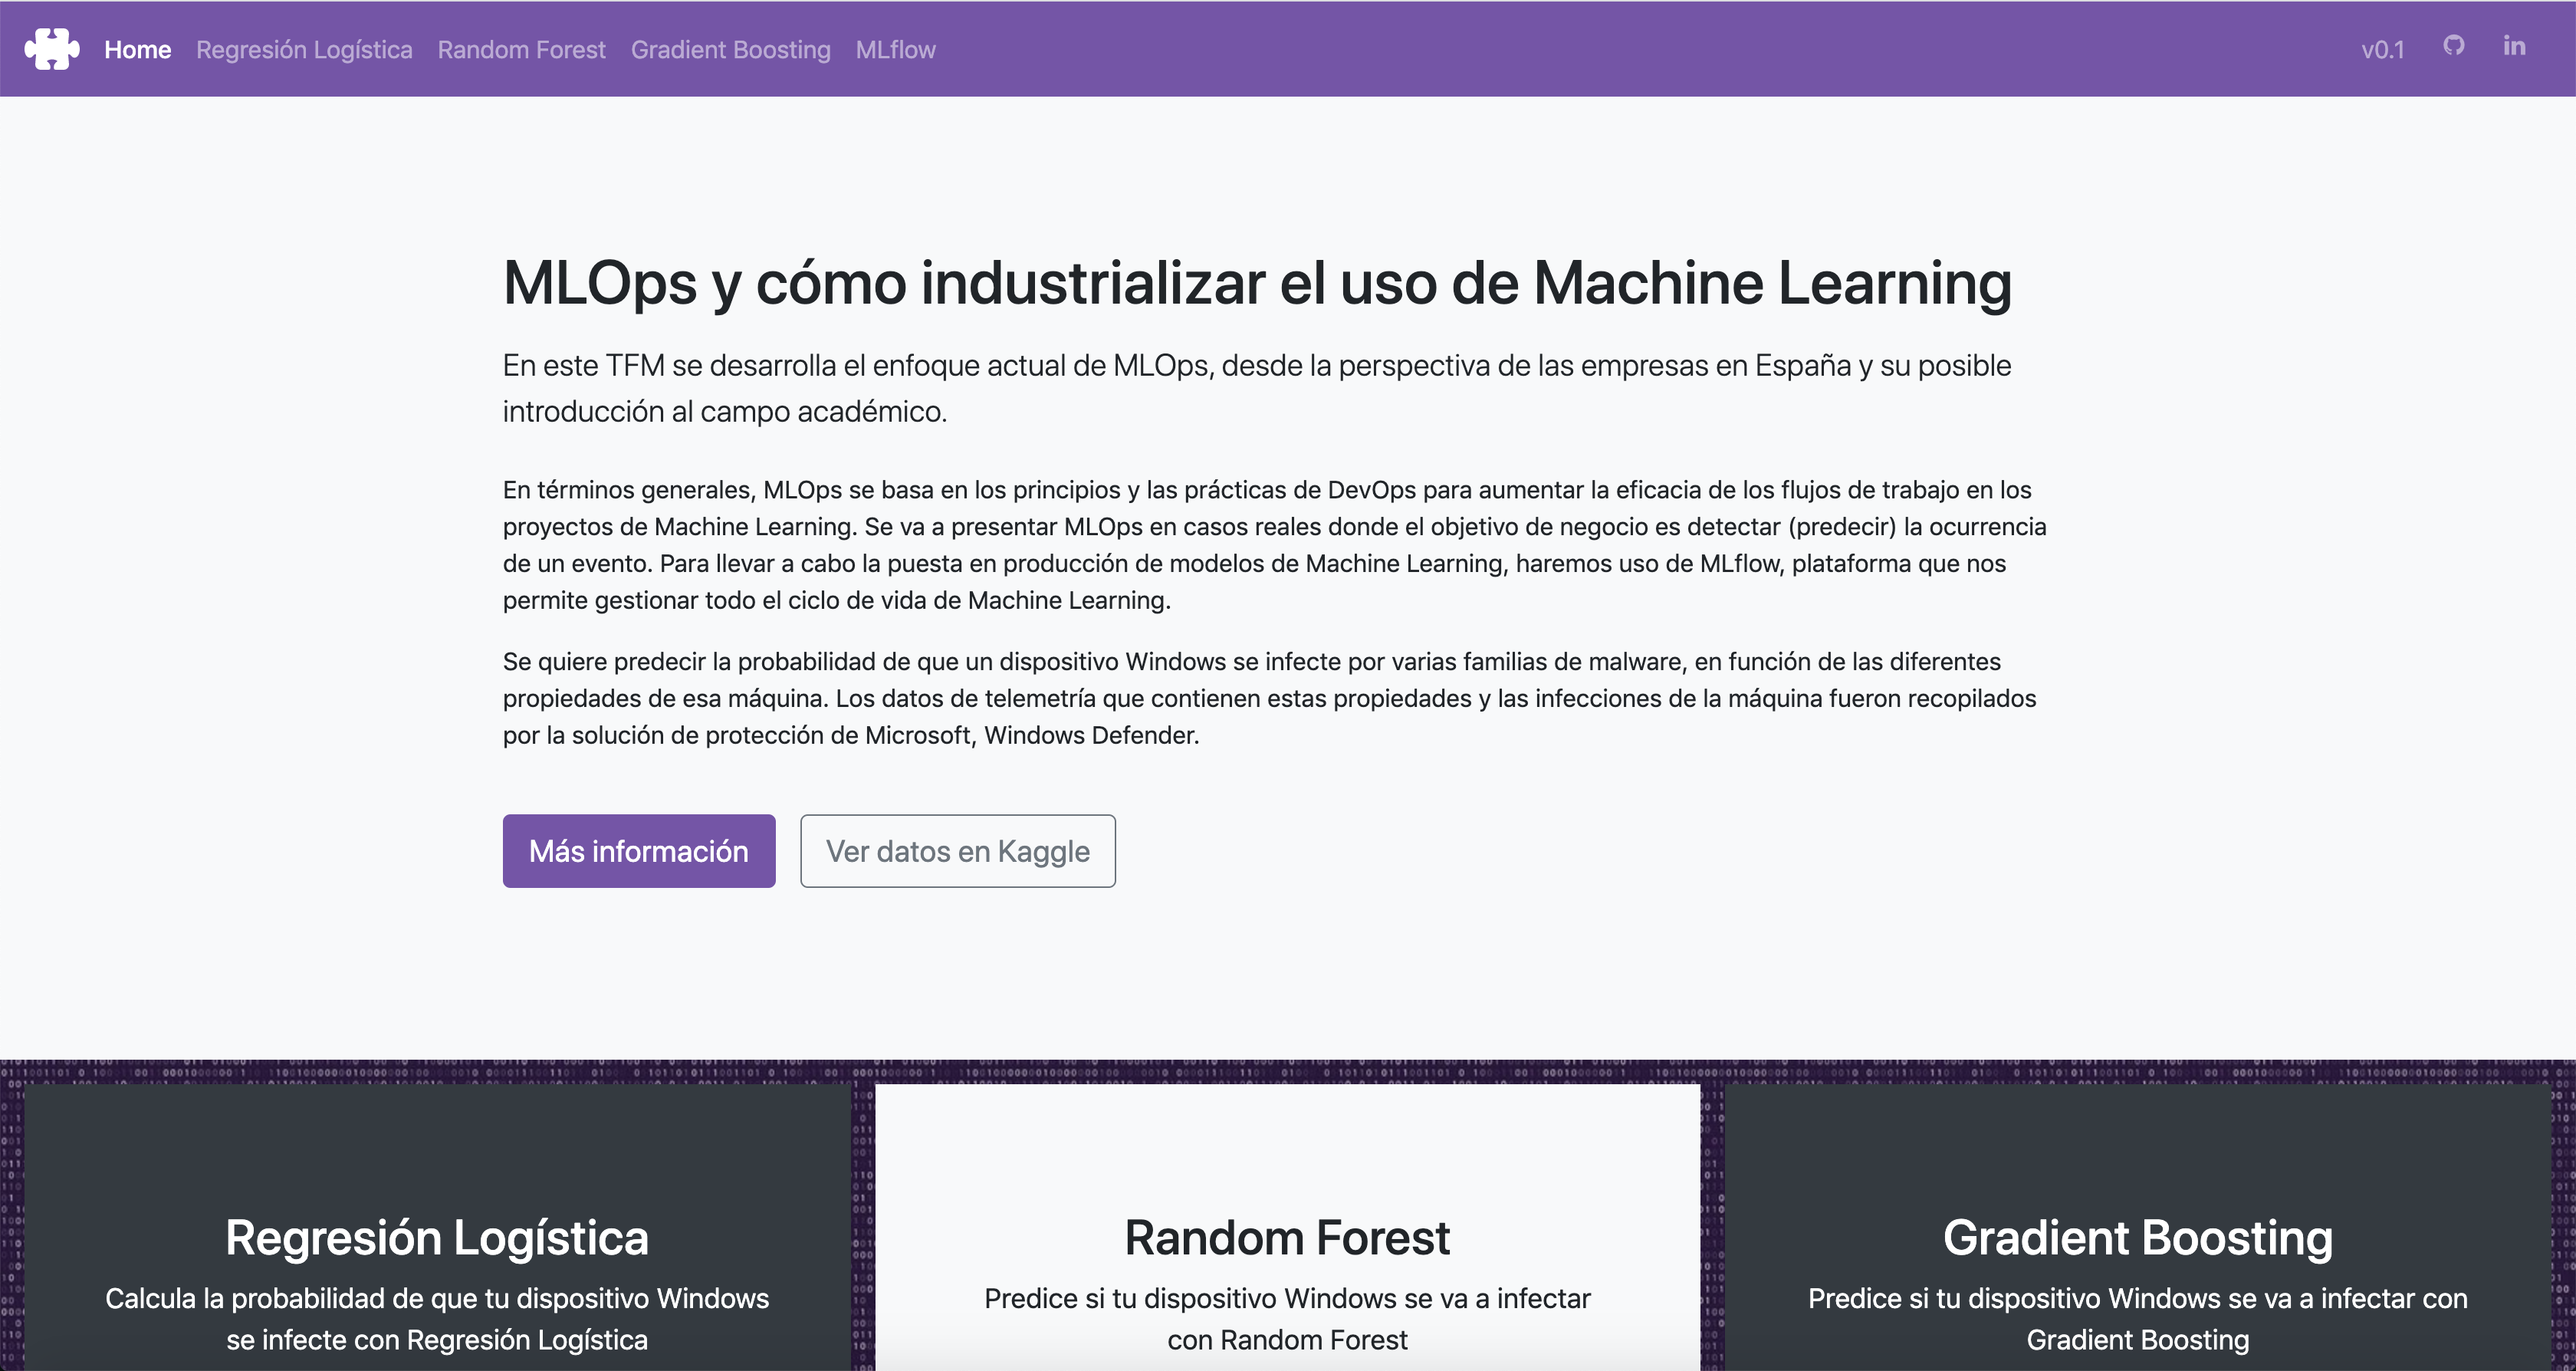 Home Regresión Logística Random Forest Gradient Boosting MLflow v0.1
MLOps y cómo industrializar el uso de Machine Learning
En este TFM se desarrolla el enfoque actual de MLOps, desde la perspectiva de las empresas en España y su posible
introducción al campo académico.
En términos generales, MLOps se basa en los principios y las prácticas de DevOps para aumentar la eficacia de los flujos de trabajo en los
proyectos de Machine Learning. Se va a presentar MLOps en casos reales donde el objetivo de negocio es detectar (predecir) la ocurrencia
de un evento. Para llevar a cabo la puesta en producción de modelos de Machine Learning, haremos uso de MLflow, plataforma que nos
permite gestionar todo el ciclo de vida de Machine Learning.
Se quiere predecir la probabilidad de que un dispositivo Windows se infecte por varias familias de malware, en función de las diferentes
propiedades de esa máquina. Los datos de telemetría que contienen estas propiedades y las infecciones de la máquina fueron recopilados
por la solución de protección de Microsoft, Windows Defender.
Más información Ver datos en Kaggle
Regresión Logística
Calcula la probabilidad de que tu dispositivo Windows
se infecte con Regresión Logística
Random Forest
Predice si tu dispositivo Windows se va a infectar
con Random Forest
Gradient Boosting
Predice si tu dispositivo Windows se va a infectar con
Gradient Boosting